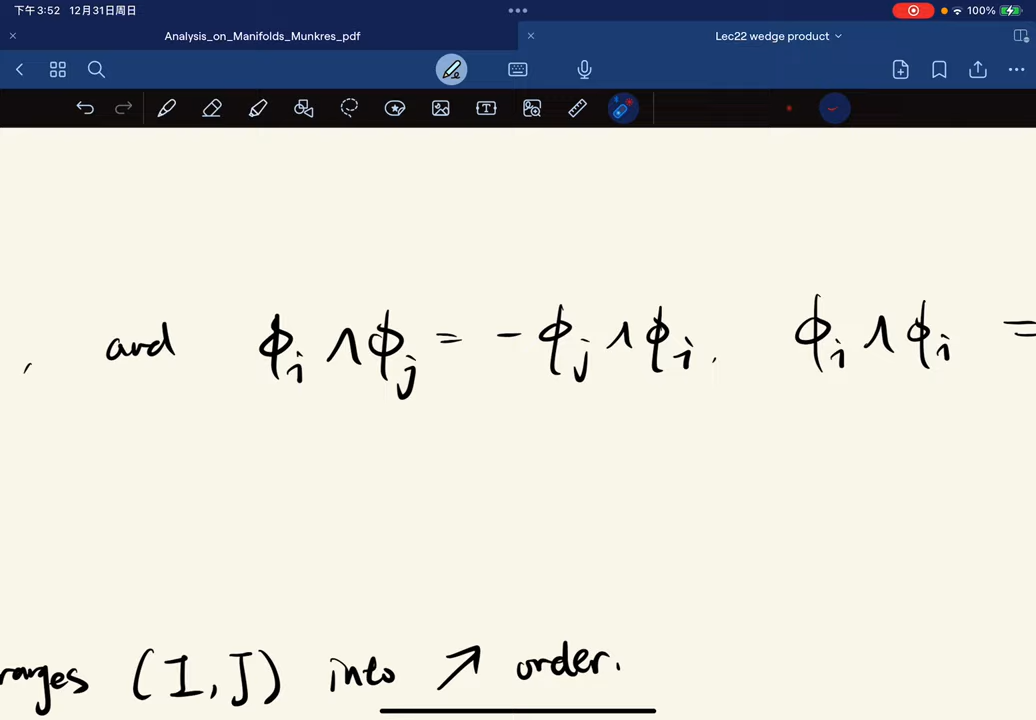 下午3:52 12月31日周日
100%
Analysis_on_Manifolds_Munkres_pdf
Lec22 wedge product
, and ϕᵢ ∧ ϕⱼ = - ϕⱼ ∧ ϕᵢ , ϕᵢ ∧ ϕᵢ =
ranges (I, J) into ↗ order.